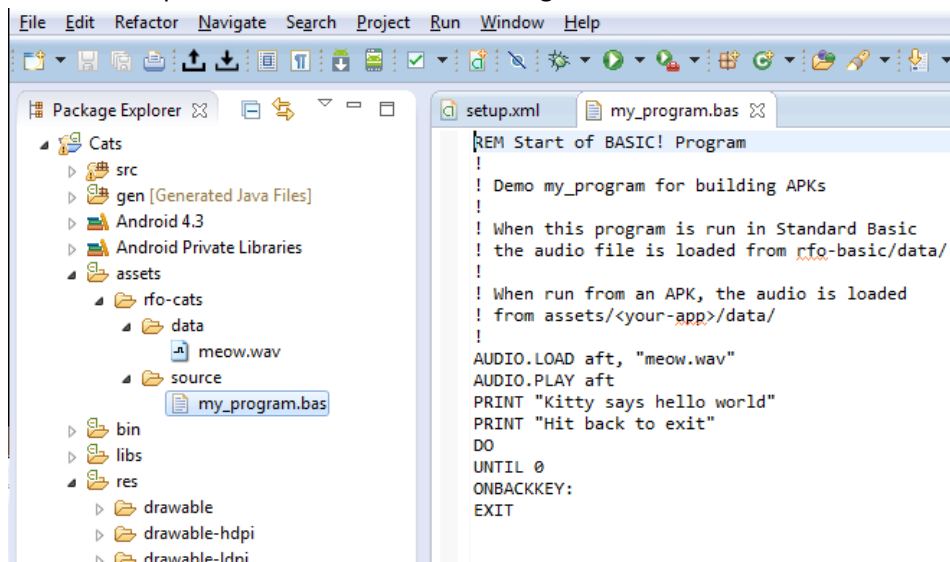 File Edit Refactor Navigate Search Project Run Window Help
Package Explorer
Cats
src
gen [Generated Java Files]
Android 4.3
Android Private Libraries
assets
rfo-cats
data
meow.wav
source
my_program.bas
bin
libs
res
drawable
drawable-hdpi
drawable-ldpi
setup.xml my_program.bas
REM Start of BASIC! Program
!
! Demo my_program for building APKs
!
! When this program is run in Standard Basic
! the audio file is loaded from rfo-basic/data/
!
! When run from an APK, the audio is loaded
! from assets/<your-app>/data/
!
AUDIO.LOAD aft, "meow.wav"
AUDIO.PLAY aft
PRINT "Kitty says hello world"
PRINT "Hit back to exit"
DO
UNTIL 0
ONBACKKEY:
EXIT